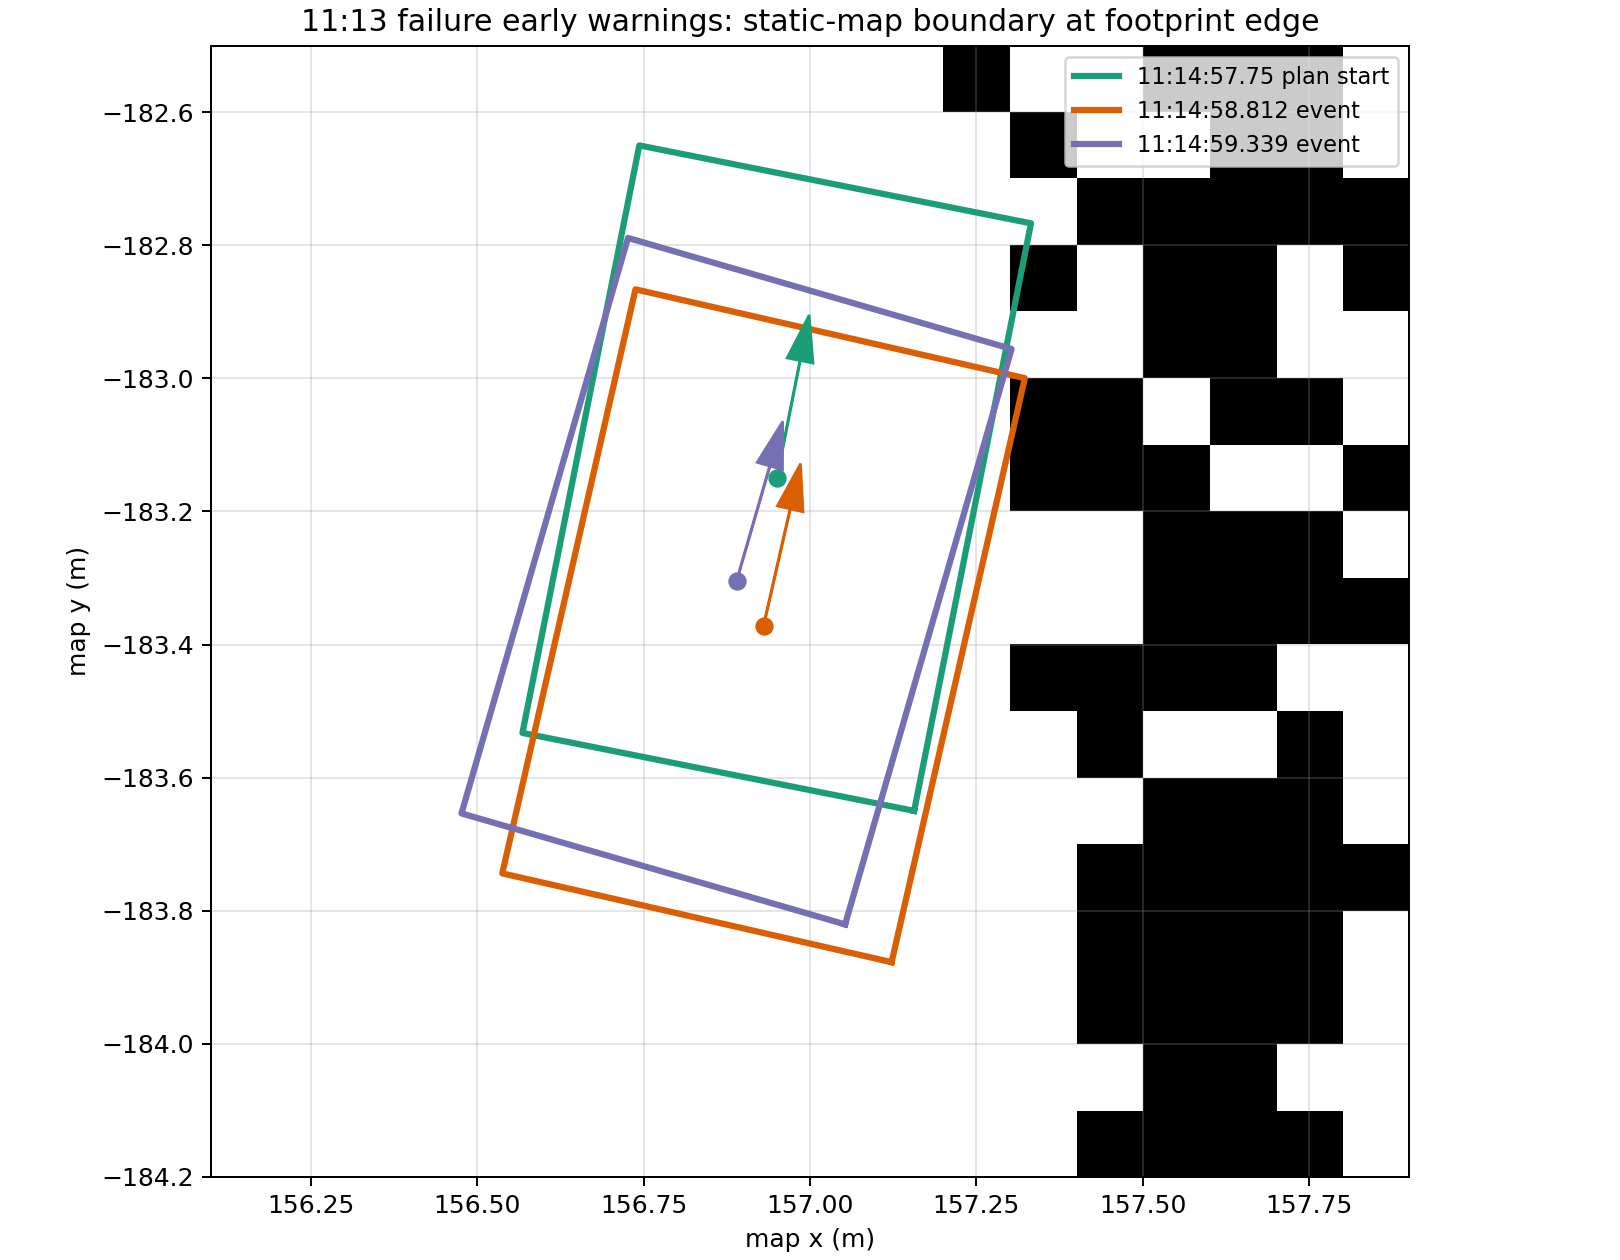 11:13 failure early warnings: static-map boundary at footprint edge
11:14:57.75 plan start
11:14:58.812 event
11:14:59.339 event
−182.6
−182.8
−183.0
−183.2
−183.4
−183.6
−183.8
−184.0
−184.2
map y (m)
156.25 156.50 156.75 157.00 157.25 157.50 157.75
map x (m)